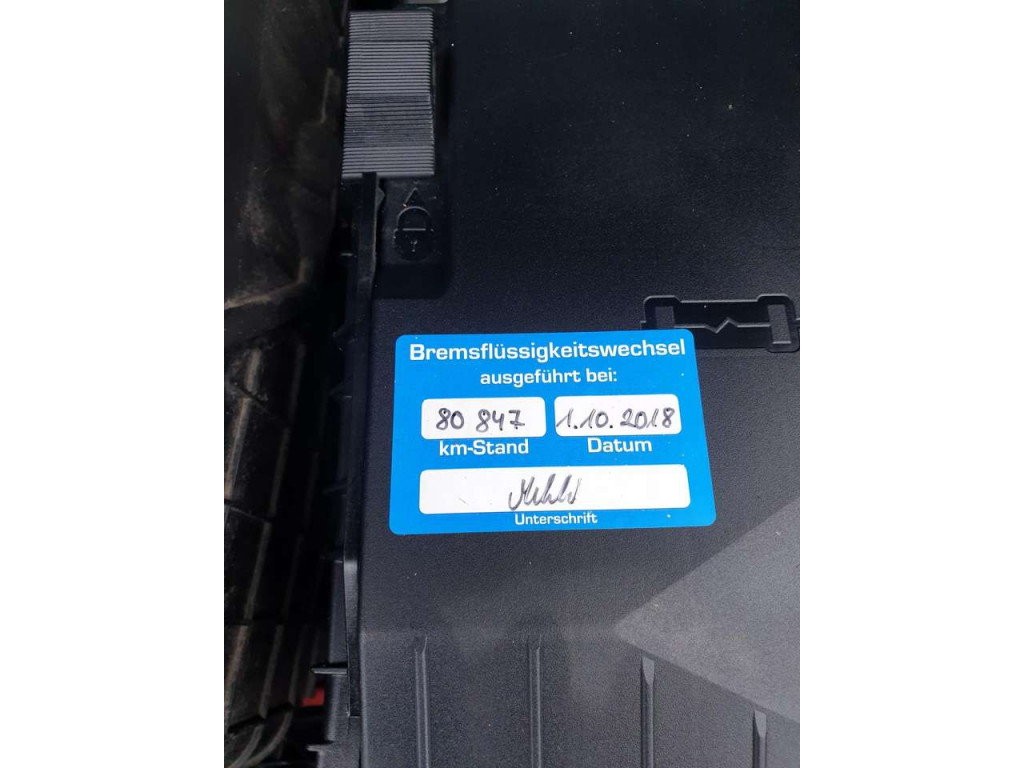 Bremsflüssigkeitswechsel
ausgeführt bei:
80 847 1.10.2018
km-Stand Datum
Unterschrift